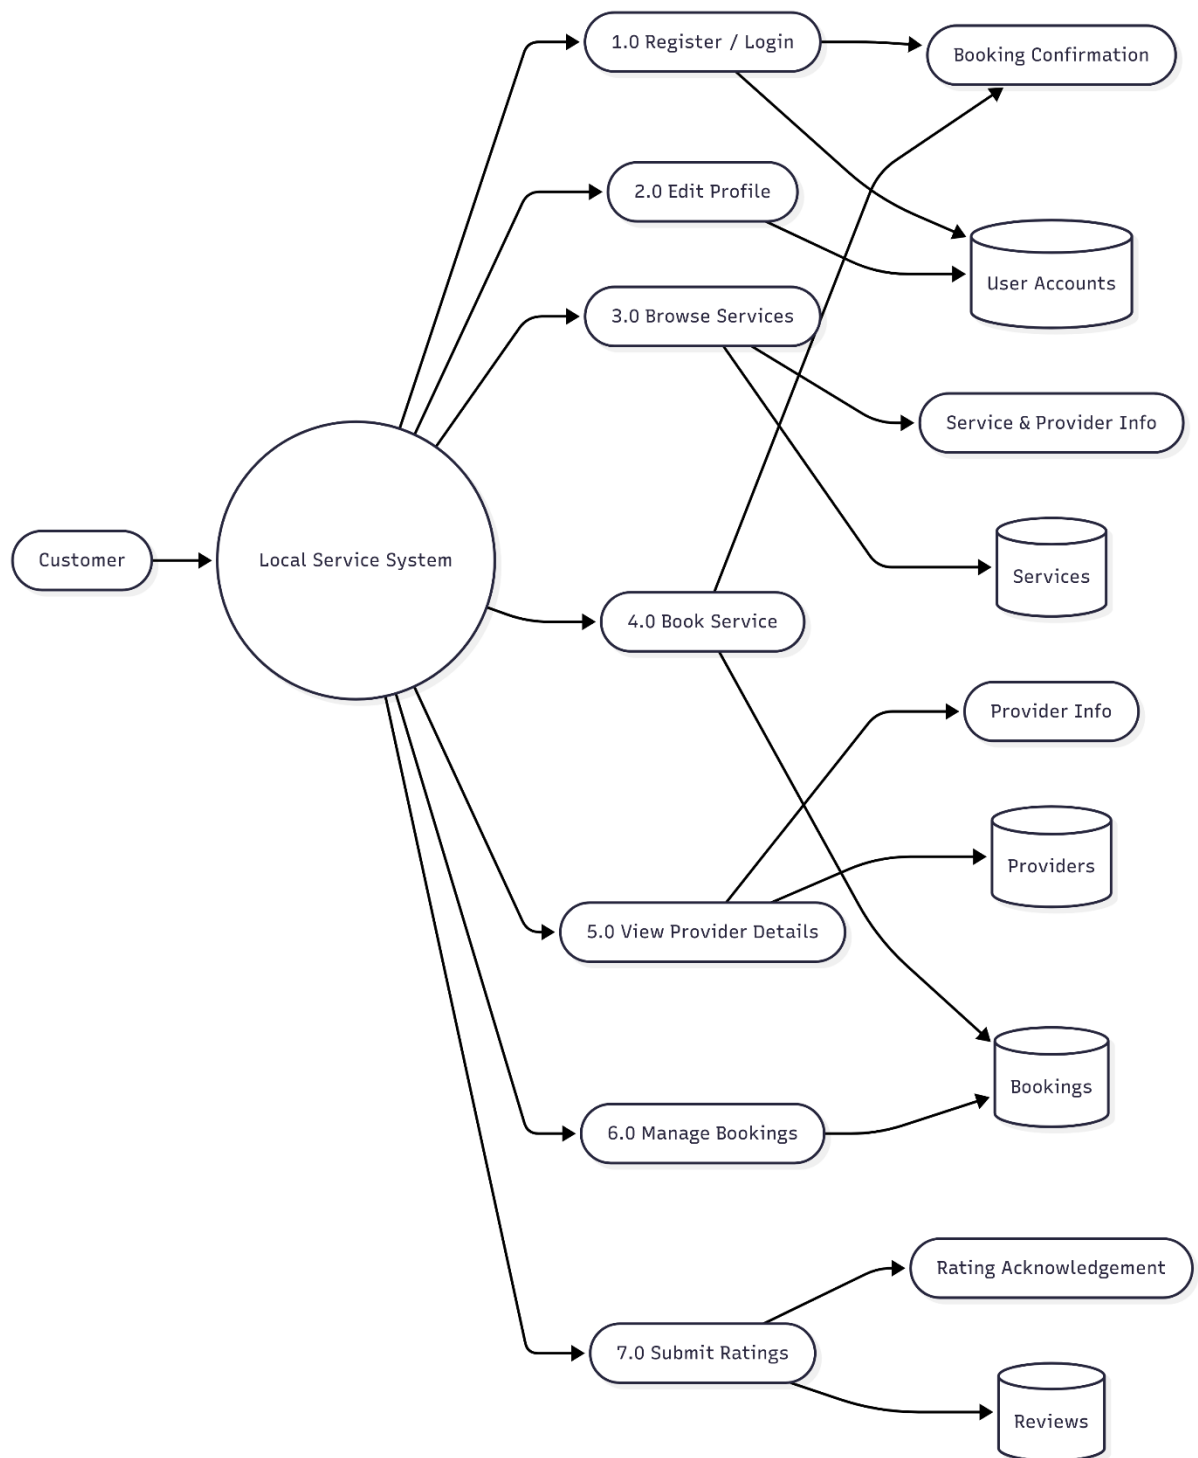 1.0 Register / Login
Booking Confirmation
2.0 Edit Profile
User Accounts
3.0 Browse Services
Service & Provider Info
Customer
Local Service System
Services
4.0 Book Service
Provider Info
Providers
5.0 View Provider Details
Bookings
6.0 Manage Bookings
Rating Acknowledgement
7.0 Submit Ratings
Reviews